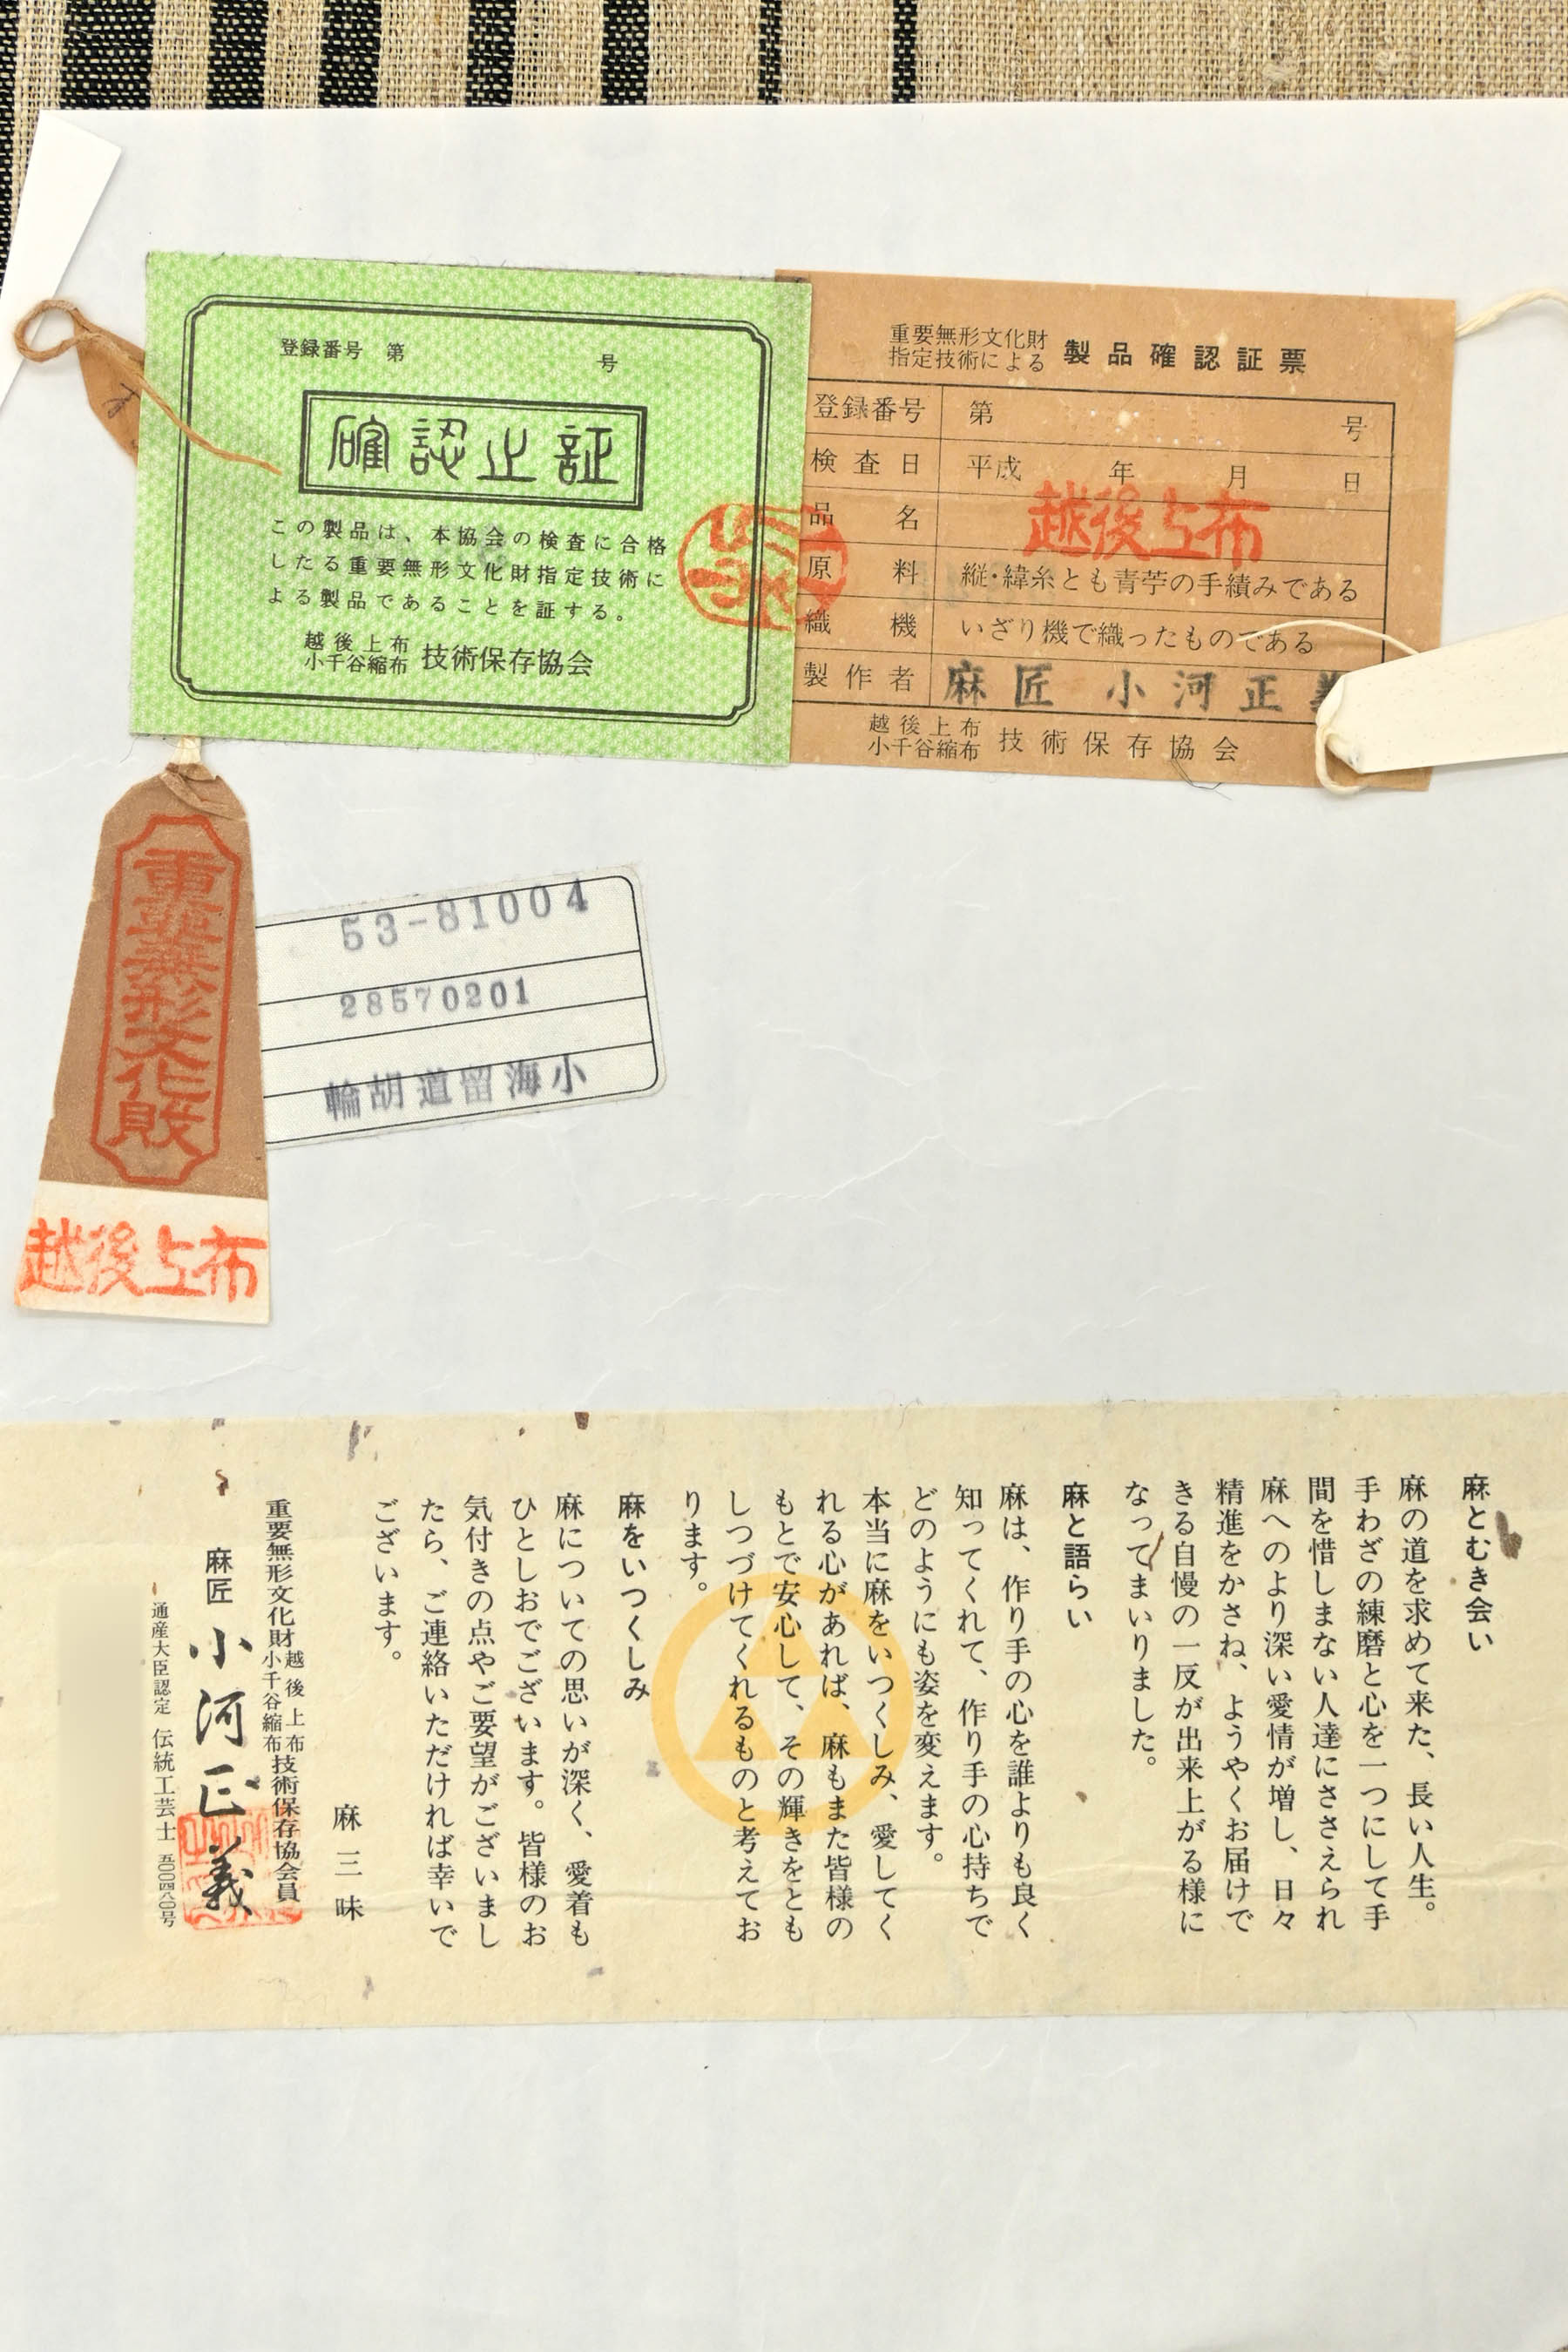 登録番号 第 号
確認止証
この製品は、本協会の検査に合格
したる重要無形文化財指定技術に
よる製品であることを証する。
越後上布
小千谷縮布 技術保存協会
重要無形文化財
指定技術による 製品確認証票
登録番号 第 号
検査日 平成 年 月 日
品名 越後上布
原料 縦・緯糸とも青苧の手績みである
織機 いざり機で織ったものである
製作者 麻匠 小河正
越後上布
小千谷縮布 技術保存協会
重要無形文化財
越後上布
53-81004
28570201
輪胡道留海小
麻とむき会い
麻の道を求めて来た、長い人生。
手わざの練磨と心を一つにして手
間を惜しまない人達にささえられ
麻へのより深い愛情が増し、日々
精進をかさね、ようやくお届けで
きる自慢の一反が出来上がる様に
なってまいりました。
麻と語らい
麻は、作り手の心を誰よりも良く
知ってくれて、作り手の心持ちで
どのようにも姿を変えます。
本当に麻をいつくしみ、愛してく
れる心があれば、麻もまた皆様の
もとで安心して、その輝きをとも
しつづけてくれるものと考えてお
ります。
麻をいつくしみ
麻についての思いが深く、愛着も
ひとしおでございます。皆様のお
気付きの点やご要望がございまし
たら、ご連絡いただければ幸いで
ございます。
麻三味
重要無形文化財 越後上布 小千谷縮布 技術保存協会会員
麻匠 小河正義
通産大臣認定 伝統工芸士 五〇〇四八〇号